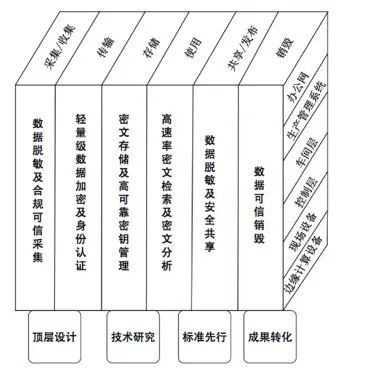 采集/收集
传输
存储
使用
共享/发布
销毁
办公网
生产管理系统
车间层
控制层
现场设备
边缘计算设备
数据脱敏及合规可信采集
轻量级数据加密及身份认证
密文存储及高可靠密钥管理
高速率密文检索及密文分析
数据脱敏及安全共享
数据可信销毁
顶层设计
技术研究
标准先行
成果转化